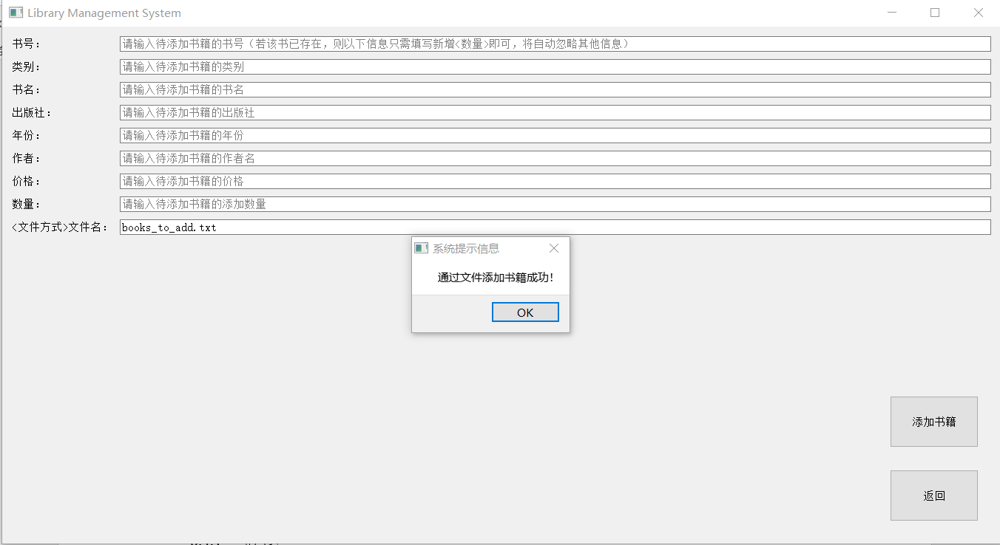 Library Management System
书号：
请输入待添加书籍的书号（若该书已存在，则以下信息只需填写新增<数量>即可，将自动忽略其他信息）
类别：
请输入待添加书籍的类别
书名：
请输入待添加书籍的书名
出版社：
请输入待添加书籍的出版社
年份：
请输入待添加书籍的年份
作者：
请输入待添加书籍的作者名
价格：
请输入待添加书籍的价格
数量：
请输入待添加书籍的添加数量
<文件方式>文件名：
books_to_add.txt
系统提示信息
通过文件添加书籍成功！
OK
添加书籍
返回